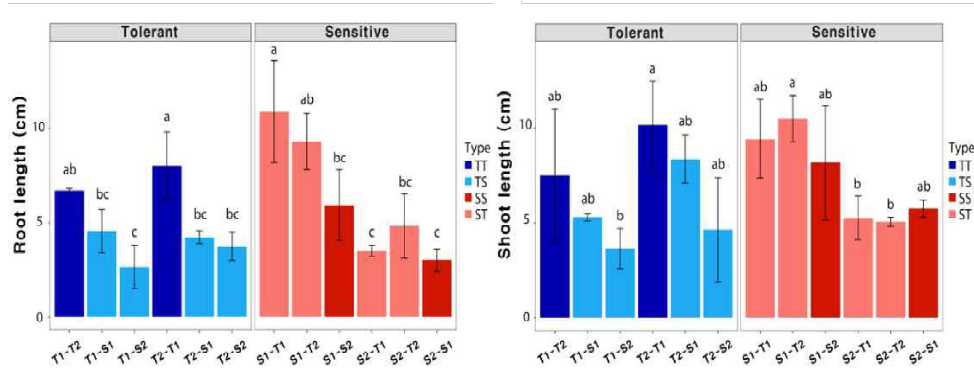 Tolerant
Sensitive
Root length (cm)
10
5
0
ab
bc
c
a
bc
bc
a
ab
bc
c
bc
c
T1-T2
T1-S1
T1-S2
T2-T1
T2-S1
T2-S2
S1-T1
S1-T2
S1-S2
S2-T1
S2-T2
S2-S1
Type
TT
TS
SS
ST
Tolerant
Sensitive
Shoot length (cm)
10
5
0
ab
ab
b
a
ab
ab
ab
a
ab
b
b
ab
T1-T2
T1-S1
T1-S2
T2-T1
T2-S1
T2-S2
S1-T1
S1-T2
S1-S2
S2-T1
S2-T2
S2-S1
Type
TT
TS
SS
ST